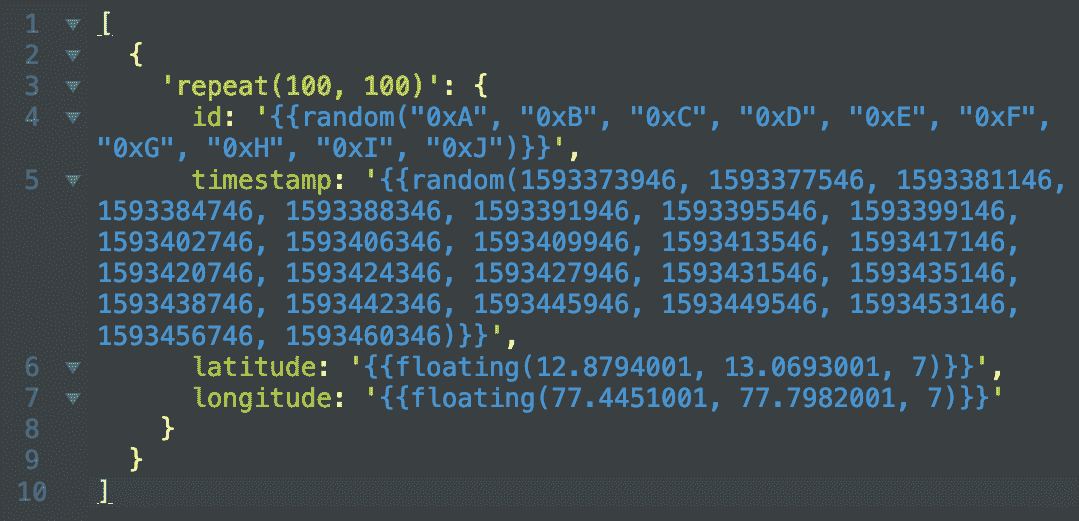 1 [
2 {
3 'repeat(100, 100)': {
4 id: '{{random("0xA", "0xB", "0xC", "0xD", "0xE", "0xF",
"0xG", "0xH", "0xI", "0xJ")}}',
5 timestamp: '{{random(1593373946, 1593377546, 1593381146,
1593384746, 1593388346, 1593391946, 1593395546, 1593399146,
1593402746, 1593406346, 1593409946, 1593413546, 1593417146,
1593420746, 1593424346, 1593427946, 1593431546, 1593435146,
1593438746, 1593442346, 1593445946, 1593449546, 1593453146,
1593456746, 1593460346)}}',
6 latitude: '{{floating(12.8794001, 13.0693001, 7)}}',
7 longitude: '{{floating(77.4451001, 77.7982001, 7)}}'
8 }
9 }
10 ]